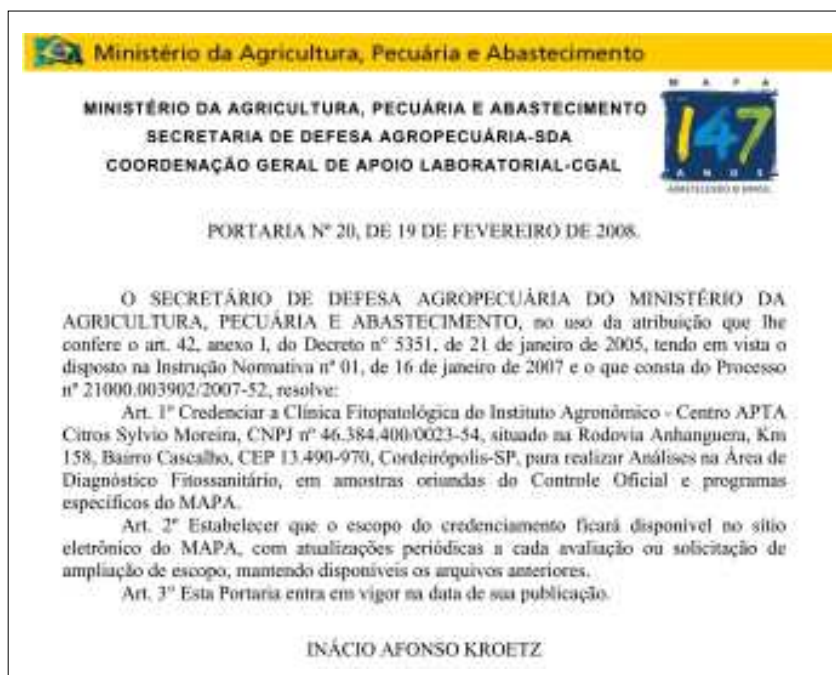 Ministério da Agricultura, Pecuária e Abastecimento
MINISTÉRIO DA AGRICULTURA, PECUÁRIA E ABASTECIMENTO
SECRETARIA DE DEFESA AGROPECUÁRIA-SDA
COORDENAÇÃO GERAL DE APOIO LABORATORIAL-CGAL
M A P A
147
A N O S
ABASTECENDO O BRASIL
PORTARIA Nº 20, DE 19 DE FEVEREIRO DE 2008.
O SECRETÁRIO DE DEFESA AGROPECUÁRIA DO MINISTÉRIO DA
AGRICULTURA, PECUÁRIA E ABASTECIMENTO, no uso da atribuição que lhe
confere o art. 42, anexo I, do Decreto nº 5351, de 21 de janeiro de 2005, tendo em vista o
disposto na Instrução Normativa nº 01, de 16 de janeiro de 2007 e o que consta do Processo
nº 21000.003902/2007-52, resolve:
Art. 1º Credenciar a Clínica Fitopatológica do Instituto Agronômico - Centro APTA
Citros Sylvio Moreira, CNPJ nº 46.384.400/0023-54, situado na Rodovia Anhanguera, Km
158, Bairro Cascalho, CEP 13.490-970, Cordeirópolis-SP, para realizar Análises na Área de
Diagnóstico Fitossanitário, em amostras oriundas do Controle Oficial e programas
específicos do MAPA.
Art. 2º Estabelecer que o escopo do credenciamento ficará disponível no sítio
eletrônico do MAPA, com atualizações periódicas a cada avaliação ou solicitação de
ampliação de escopo, mantendo disponíveis os arquivos anteriores.
Art. 3º Esta Portaria entra em vigor na data de sua publicação.
INÁCIO AFONSO KROETZ